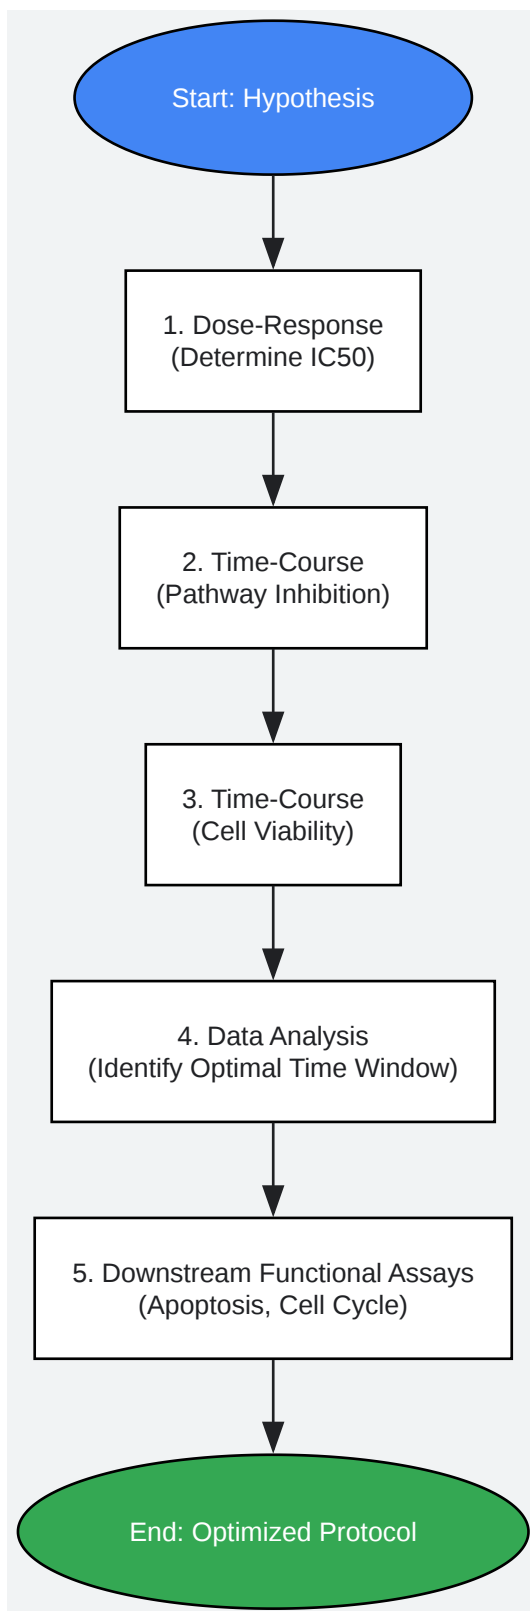 Start: Hypothesis
1. Dose-Response
(Determine IC50)
2. Time-Course
(Pathway Inhibition)
3. Time-Course
(Cell Viability)
4. Data Analysis
(Identify Optimal Time Window)
5. Downstream Functional Assays
(Apoptosis, Cell Cycle)
End: Optimized Protocol